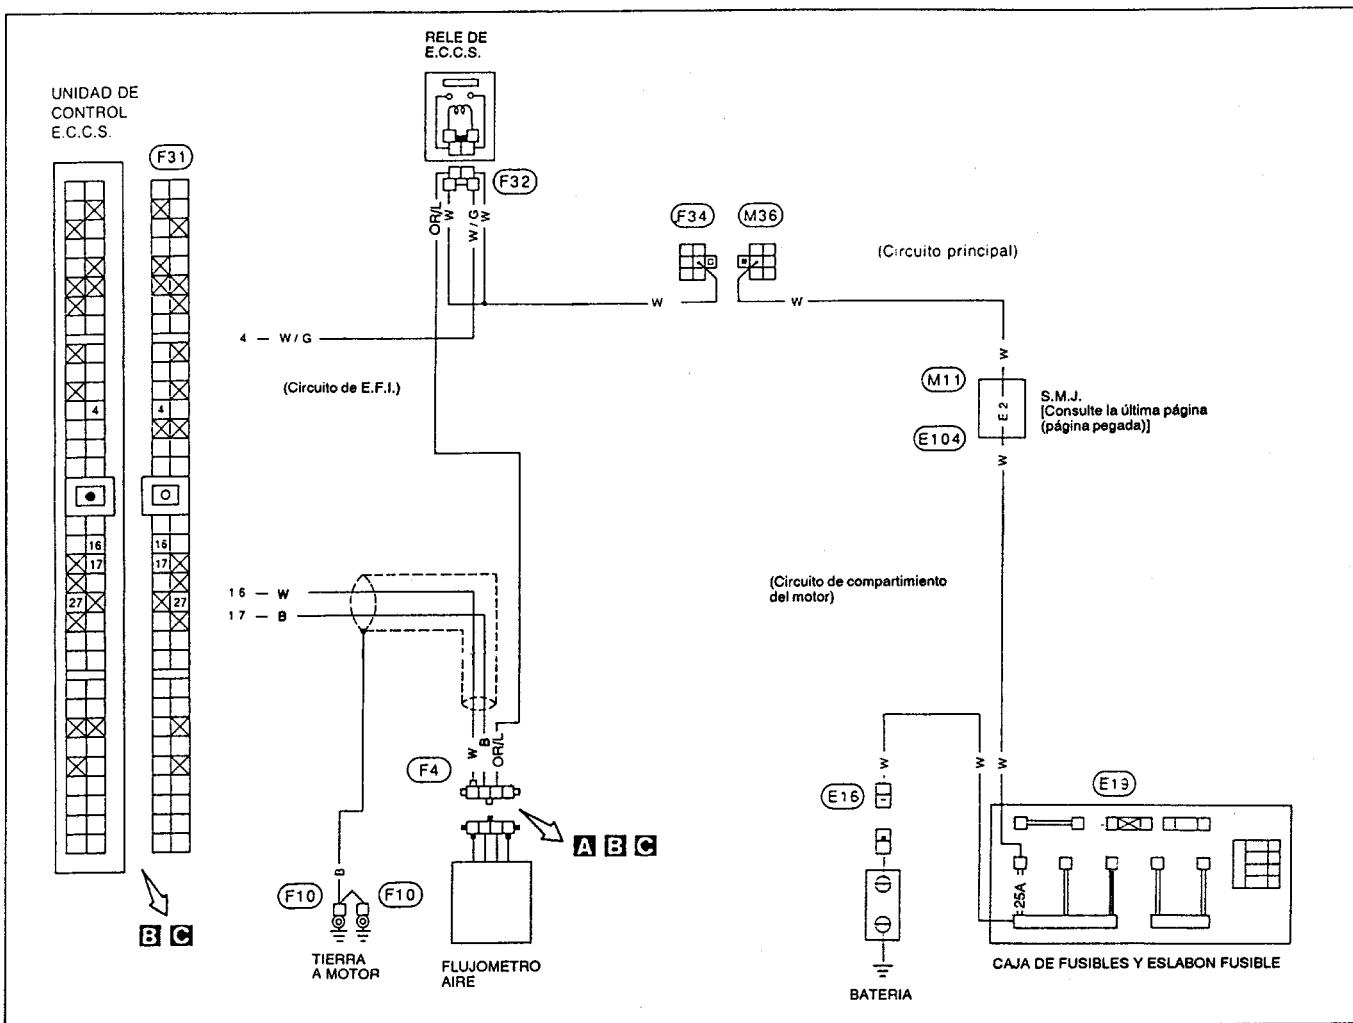 RELE DE
E.C.C.S.
UNIDAD DE
CONTROL
E.C.C.S.
F31
F32
OR/L
W
W/G
W
F34
M36
(Circuito principal)
W
W
4 — W/G
(Circuito de E.F.I.)
W
M11
E 2
S.M.J.
[Consulte la última página
(página pegada)]
E104
W
4
4
16
16
17
17
27
27
16 — W
17 — B
(Circuito de compartimiento
del motor)
W
B
OR/L
F4
W
W
W
E16
E19
A B C
25A
B
F10
F10
B C
TIERRA
A MOTOR
FLUJOMETRO
AIRE
BATERIA
CAJA DE FUSIBLES Y ESLABON FUSIBLE